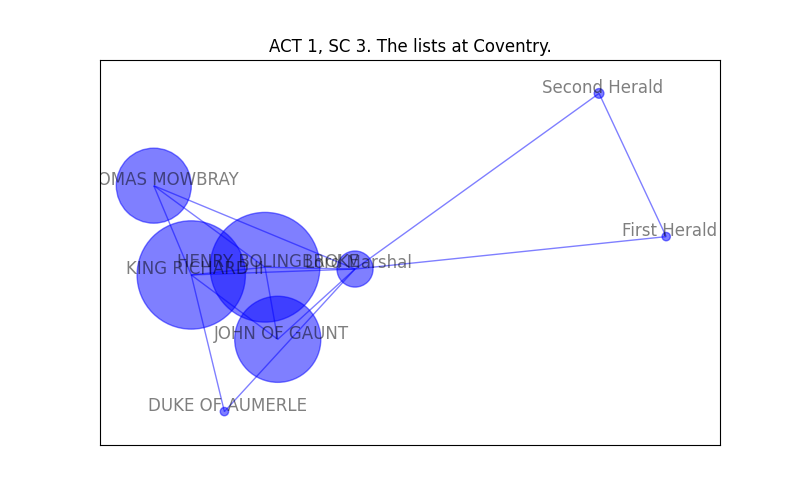 ACT 1, SC 3. The lists at Coventry.
Second Herald
OMAS MOWBRAY
First Herald
HENRY BOLINGBROKE
Lord Marshal
KING RICHARD II
JOHN OF GAUNT
DUKE OF AUMERLE